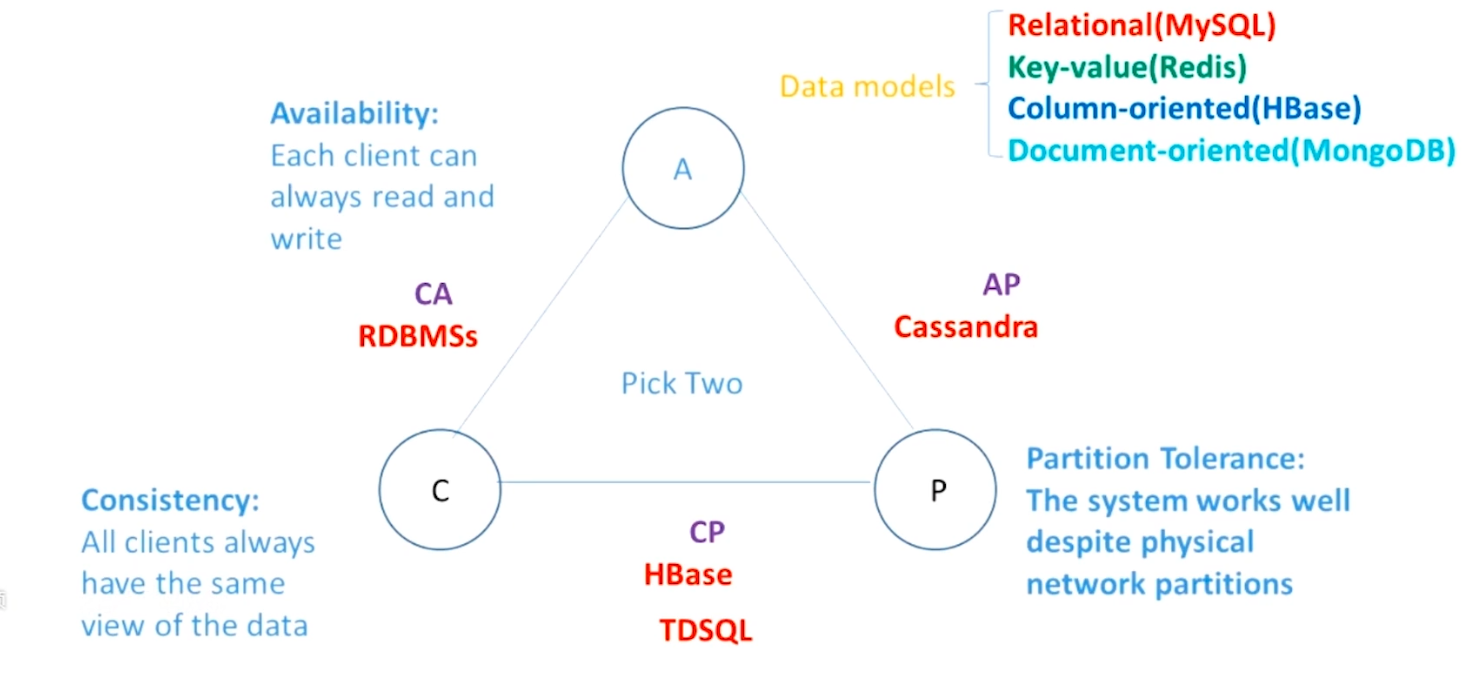 Relational(MySQL)
Key-value(Redis)
Data models
Column-oriented(HBase)
Document-oriented(MongoDB)
Availability:
Each client can
always read and
write
A
CA
RDBMSs
AP
Cassandra
Pick Two
C
P
Consistency:
All clients always
have the same
view of the data
CP
HBase
TDSQL
Partition Tolerance:
The system works well
despite physical
network partitions